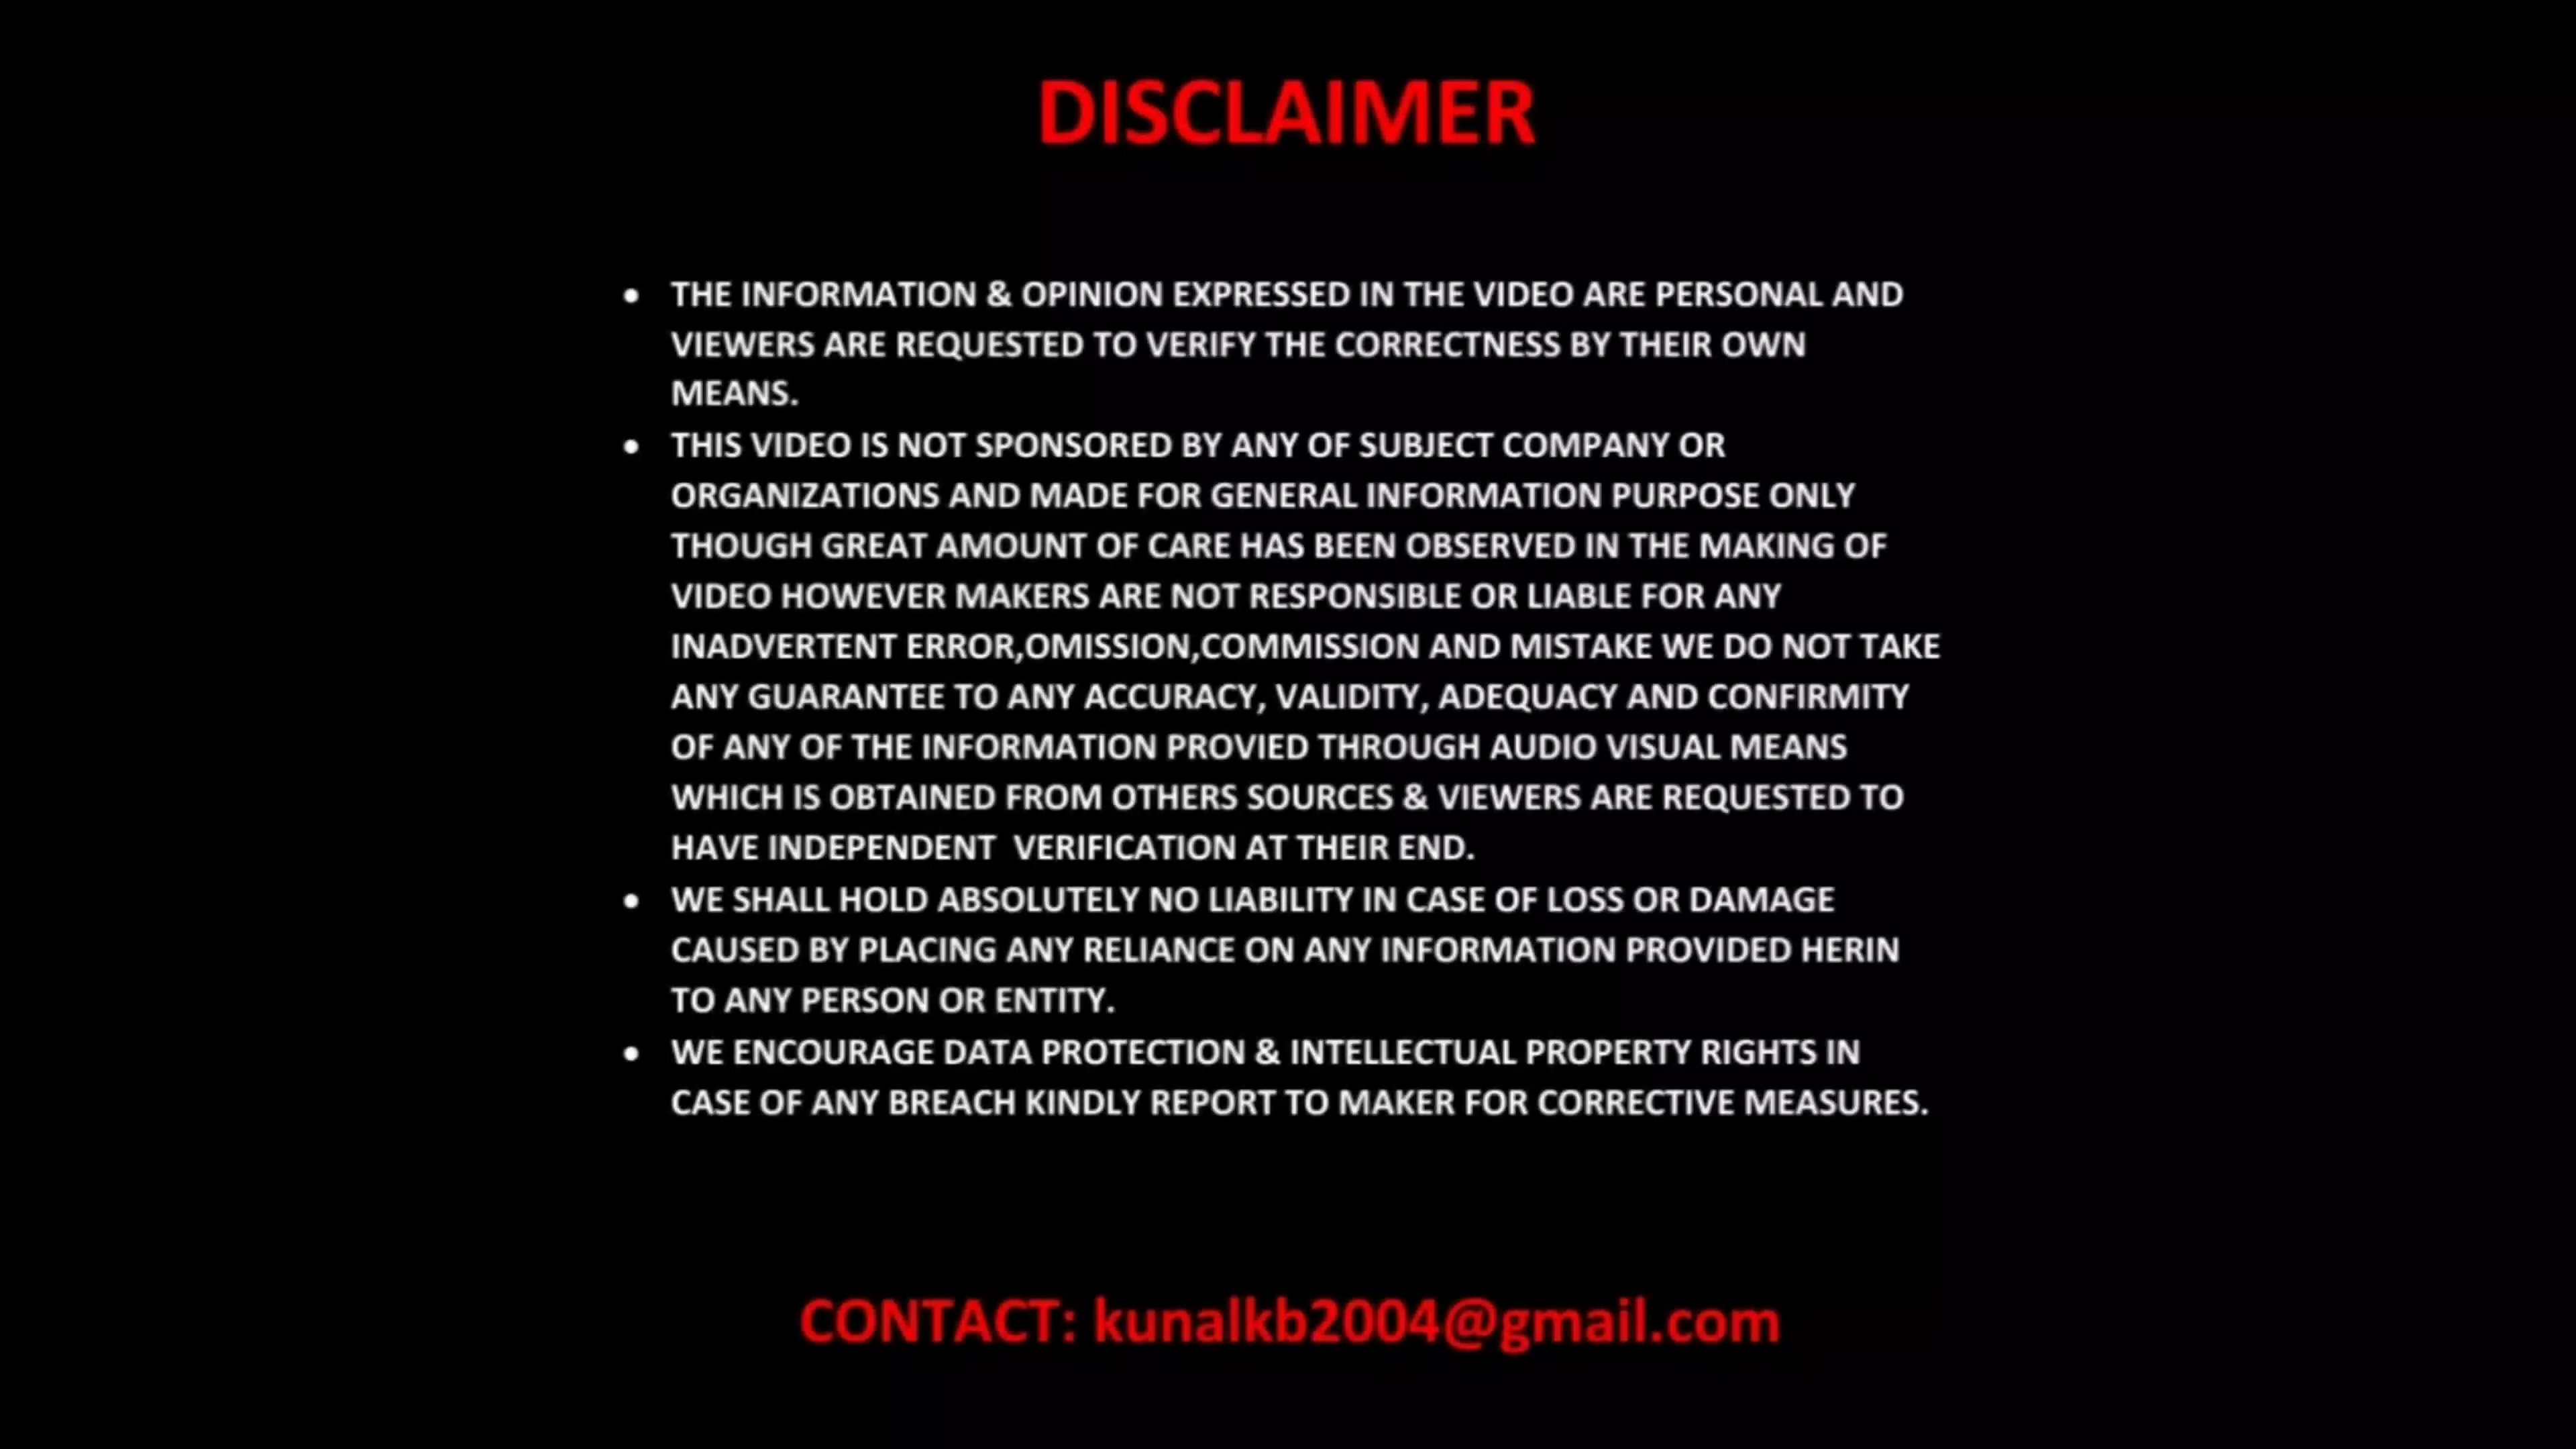 DISCLAIMER
• THE INFORMATION & OPINION EXPRESSED IN THE VIDEO ARE PERSONAL AND
VIEWERS ARE REQUESTED TO VERIFY THE CORRECTNESS BY THEIR OWN
MEANS.
• THIS VIDEO IS NOT SPONSORED BY ANY OF SUBJECT COMPANY OR
ORGANIZATIONS AND MADE FOR GENERAL INFORMATION PURPOSE ONLY
THOUGH GREAT AMOUNT OF CARE HAS BEEN OBSERVED IN THE MAKING OF
VIDEO HOWEVER MAKERS ARE NOT RESPONSIBLE OR LIABLE FOR ANY
INADVERTENT ERROR,OMISSION,COMMISSION AND MISTAKE WE DO NOT TAKE
ANY GUARANTEE TO ANY ACCURACY, VALIDITY, ADEQUACY AND CONFIRMITY
OF ANY OF THE INFORMATION PROVIED THROUGH AUDIO VISUAL MEANS
WHICH IS OBTAINED FROM OTHERS SOURCES & VIEWERS ARE REQUESTED TO
HAVE INDEPENDENT  VERIFICATION AT THEIR END.
• WE SHALL HOLD ABSOLUTELY NO LIABILITY IN CASE OF LOSS OR DAMAGE
CAUSED BY PLACING ANY RELIANCE ON ANY INFORMATION PROVIDED HERIN
TO ANY PERSON OR ENTITY.
• WE ENCOURAGE DATA PROTECTION & INTELLECTUAL PROPERTY RIGHTS IN
CASE OF ANY BREACH KINDLY REPORT TO MAKER FOR CORRECTIVE MEASURES.
CONTACT: kunalkb2004@gmail.com